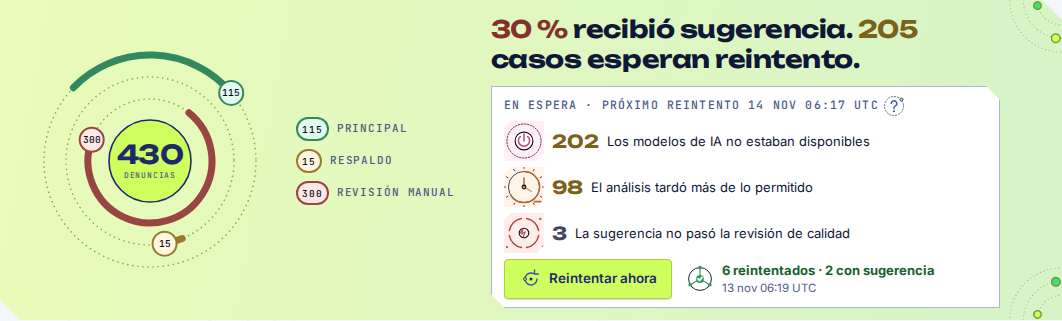 30 % recibió sugerencia. 205
casos esperan reintento.
115
300
430
DENUNCIAS
15
115 PRINCIPAL
15 RESPALDO
300 REVISIÓN MANUAL
EN ESPERA · PRÓXIMO REINTENTO 14 NOV 06:17 UTC ?
202 Los modelos de IA no estaban disponibles
98 El análisis tardó más de lo permitido
3 La sugerencia no pasó la revisión de calidad
Reintentar ahora
6 reintentados · 2 con sugerencia
13 nov 06:19 UTC